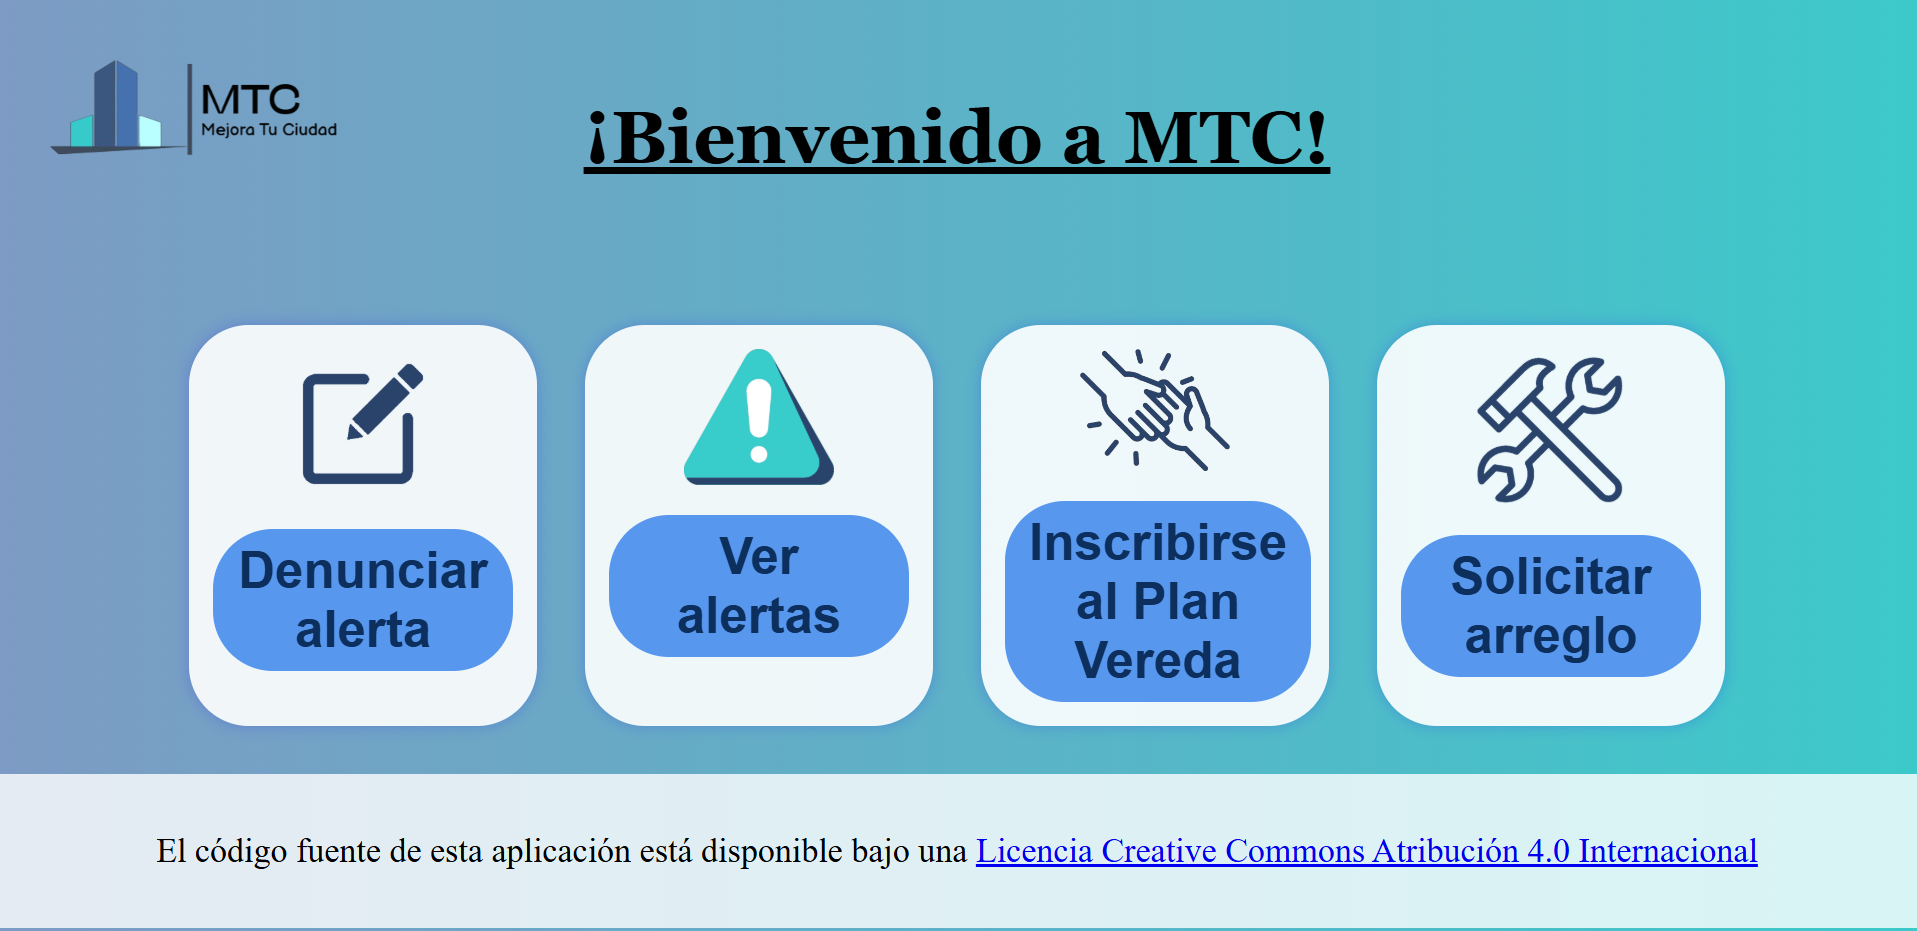 MTC
Mejora Tu Ciudad
¡Bienvenido a MTC!
Denunciar
alerta
Ver
alertas
Inscribirse
al Plan
Vereda
Solicitar
arreglo
El código fuente de esta aplicación está disponible bajo una Licencia Creative Commons Atribución 4.0 Internacional